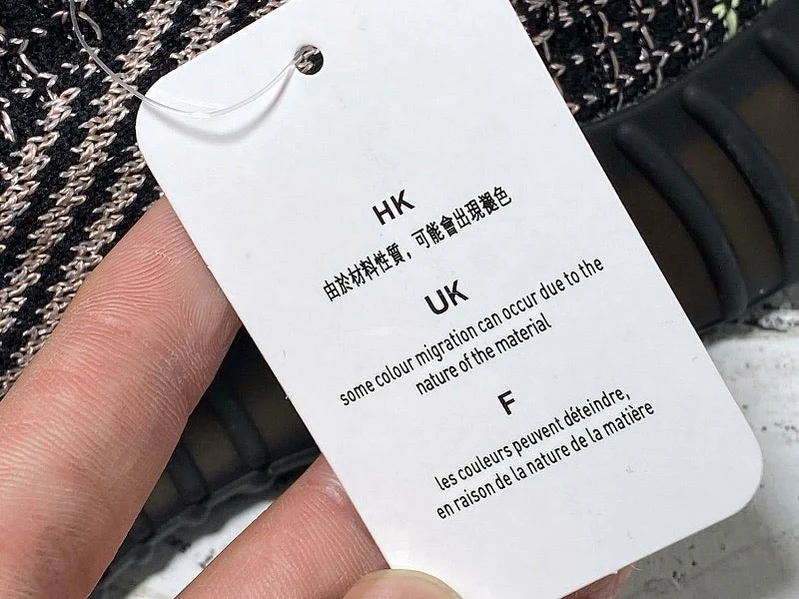 HK
由於材料性質，可能會出現褪色
UK
some colour migration can occur due to the
nature of the material
F
les couleurs peuvent déteindre,
en raison de la nature de la matière